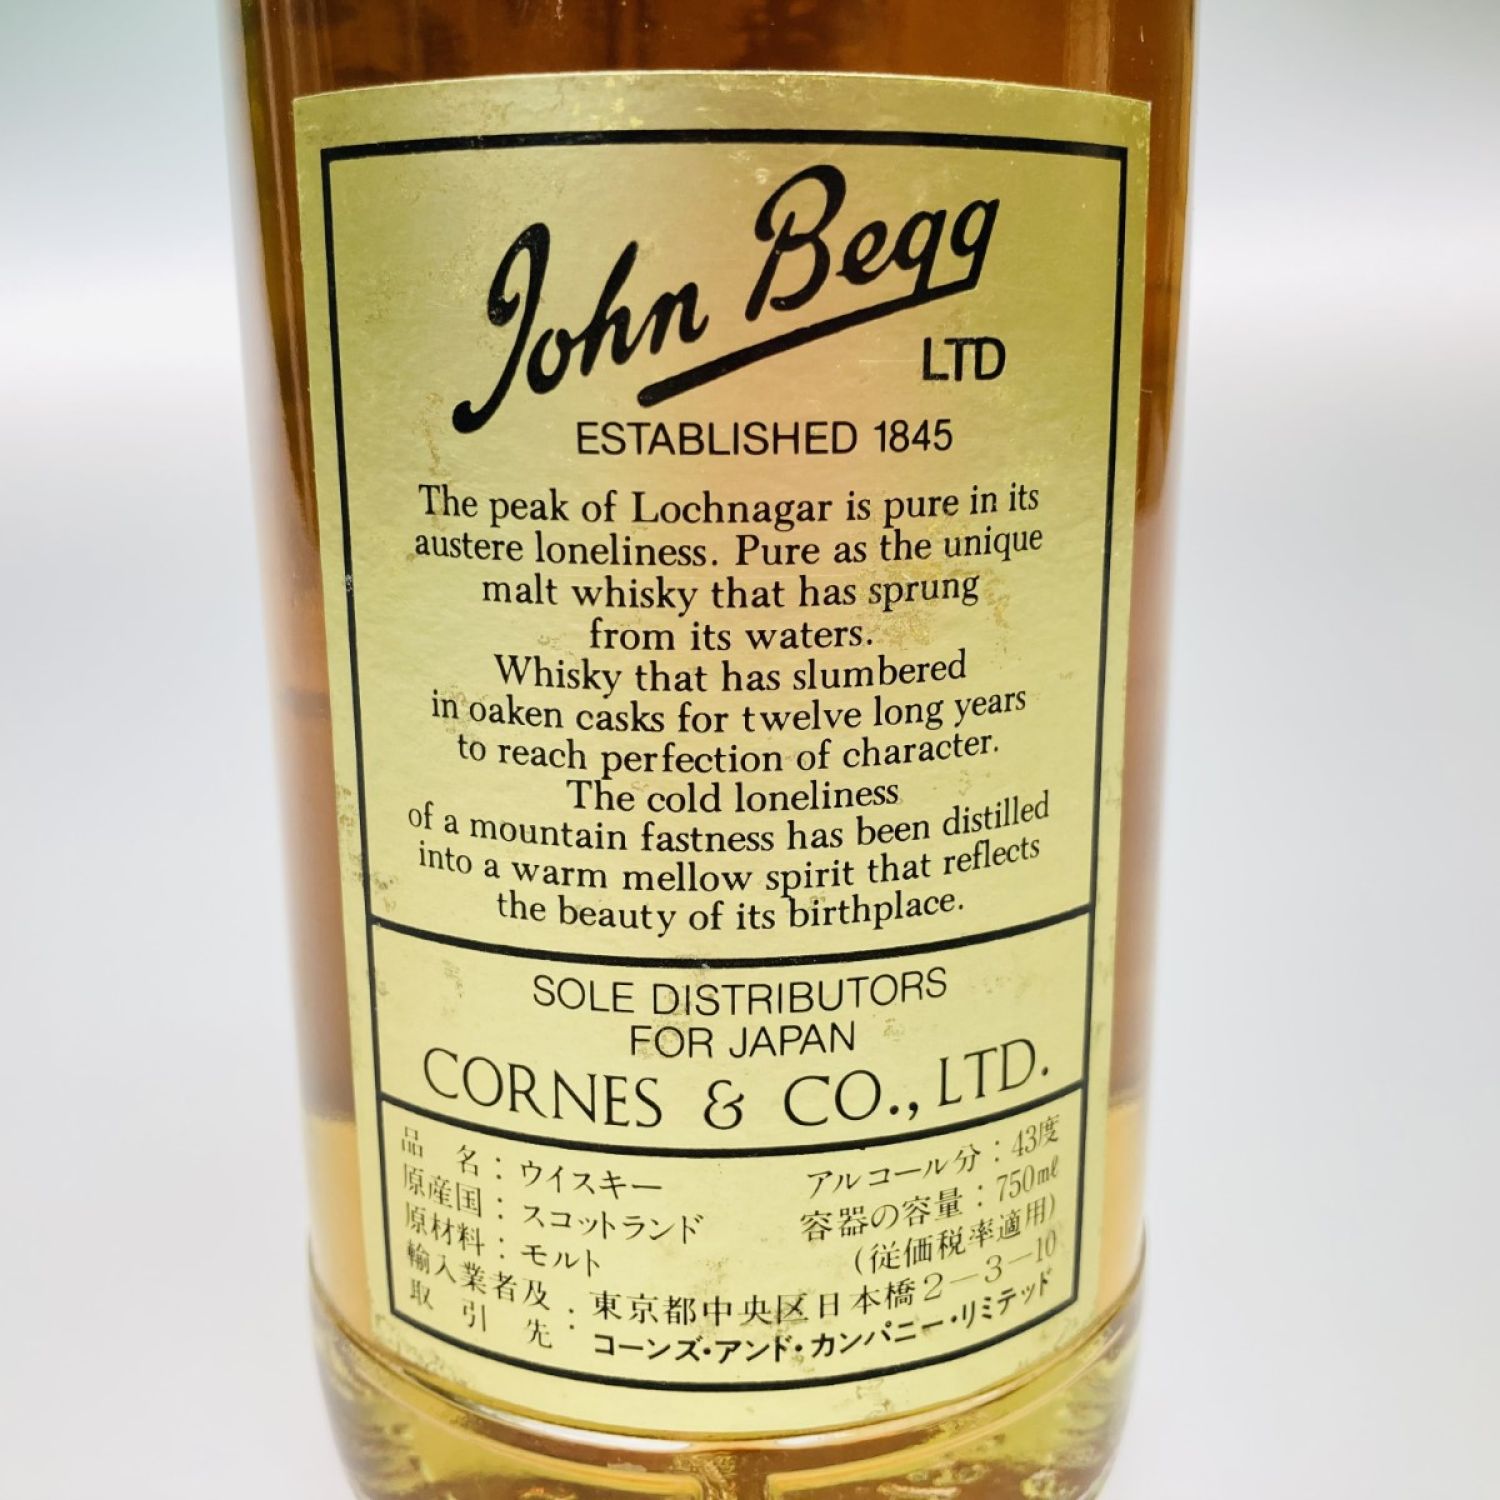 John Begg
LTD
ESTABLISHED 1845
The peak of Lochnagar is pure in its
austere loneliness. Pure as the unique
malt whisky that has sprung
from its waters.
Whisky that has slumbered
in oaken casks for twelve long years
to reach perfection of character.
The cold loneliness
of a mountain fastness has been distilled
into a warm mellow spirit that reflects
the beauty of its birthplace.
SOLE DISTRIBUTORS
FOR JAPAN
CORNES & CO., LTD.
品名:ウイスキー アルコール分:43度
原産国:スコットランド 容器の容量:750mℓ
原材料:モルト (従価税率適用)
輸入業者及取引先:東京都中央区日本橋2-3-10
コーンズ・アンド・カンパニー・リミテッド